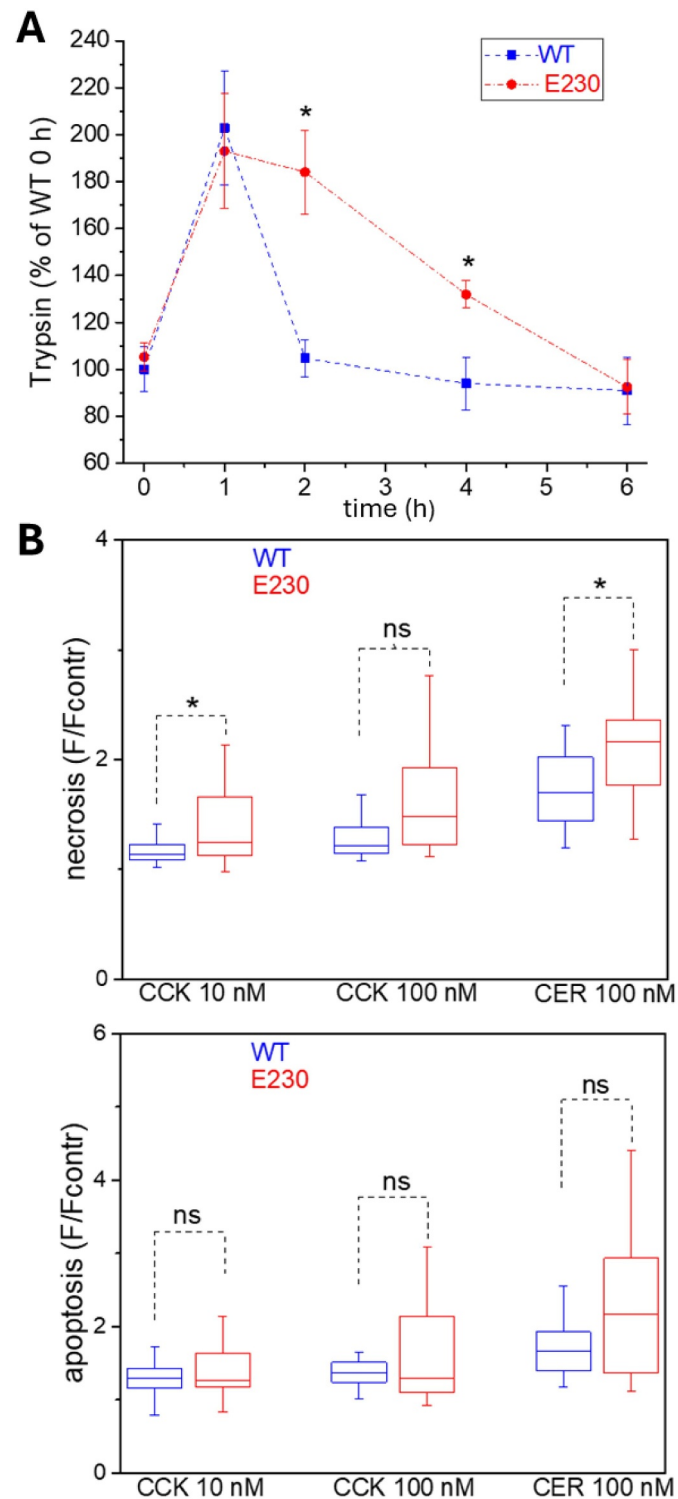 A
240
220
200
180
160
140
120
100
80
60
Trypsin (% of WT 0 h)
WT
E230
*
*
0 1 2 3 4 5 6
time (h)
B
4
2
0
necrosis (F/Fcontr)
WT
E230
*
ns
*
CCK 10 nM CCK 100 nM CER 100 nM
6
4
2
0
apoptosis (F/Fcontr)
WT
E230
ns
ns
ns
CCK 10 nM CCK 100 nM CER 100 nM